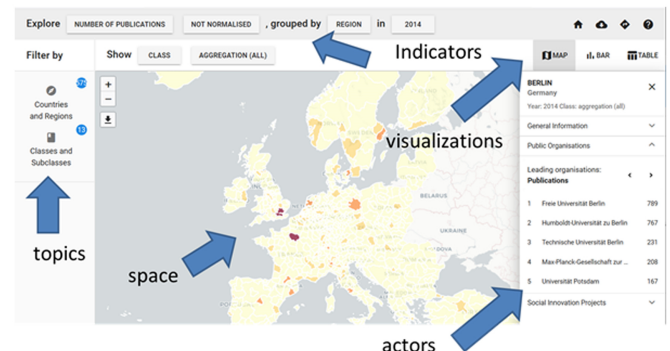 Explore NUMBER OF PUBLICATIONS NOT NORMALISED , grouped by REGION in 2014
Filter by
Show CLASS AGGREGATION (ALL)
Indicators
MAP BAR TABLE
Countries
and Regions
13
Classes and
Subclasses
topics
+
−
space
BELARUS
UKRAINE
visualizations
BERLIN
Germany
Year: 2014 Class: aggregation (all)
General Information
Public Organisations
Leading organisations:
Publications
1 Freie Universität Berlin 789
2 Humboldt-Universität zu Berlin 767
3 Technische Universität Berlin 231
4 Max-Planck-Gesellschaft zur ... 208
5 Universität Potsdam 167
Social Innovation Projects
actors